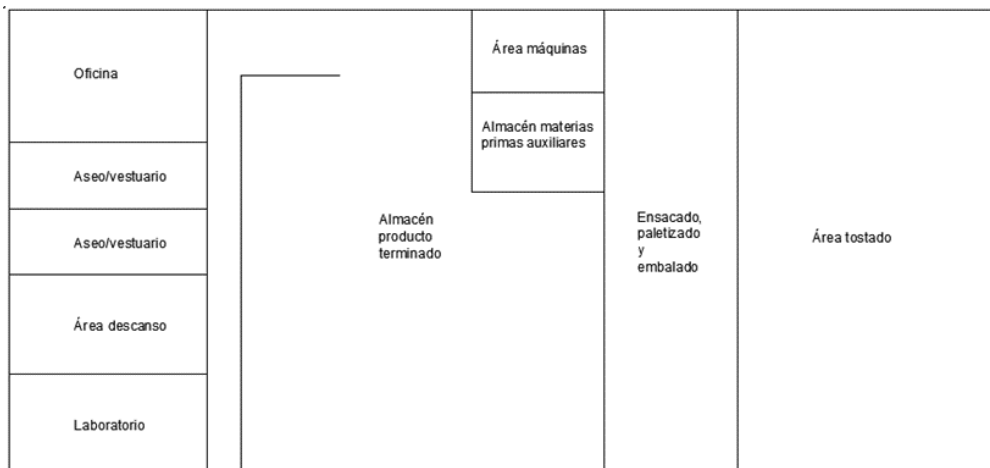 Oficina
Aseo/vestuario
Aseo/vestuario
Área descanso
Laboratorio
Almacén
producto
terminado
Área máquinas
Almacén materias
primas auxiliares
Ensacado,
paletizado
y
embalado
Área tostado